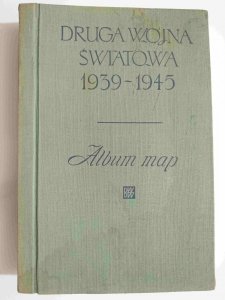 DRUGA WOJNA
ŚWIATOWA
1939-1945
Album map